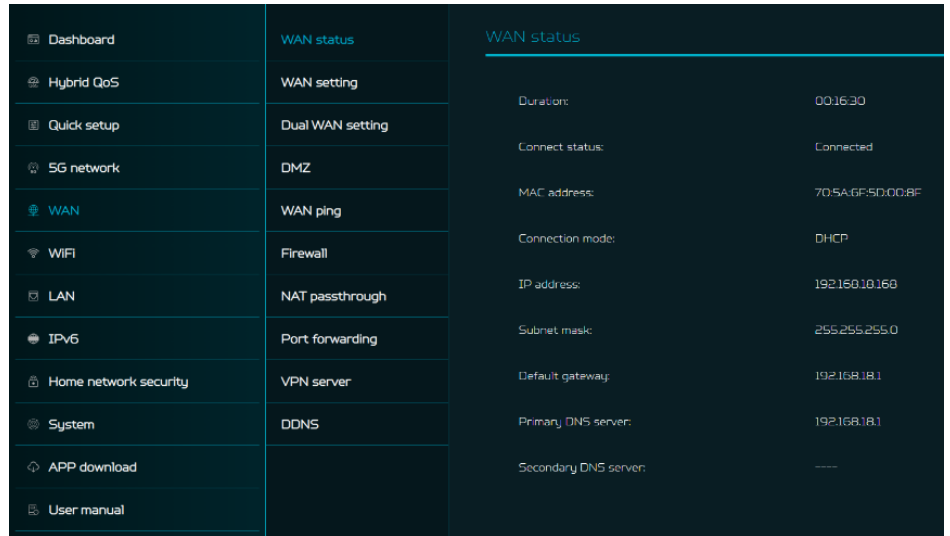 Dashboard
Hybrid QoS
Quick setup
5G network
WAN
WiFi
LAN
IPv6
Home network security
System
APP download
User manual
WAN status
WAN setting
Dual WAN setting
DMZ
WAN ping
Firewall
NAT passthrough
Port forwarding
VPN server
DDNS
WAN status
Duration: 00:16:30
Connect status: Connected
MAC address: 70:5A:6F:5D:00:8F
Connection mode: DHCP
IP address: 192.168.18.168
Subnet mask: 255.255.255.0
Default gateway: 192.168.18.1
Primary DNS server: 192.168.18.1
Secondary DNS server: ----